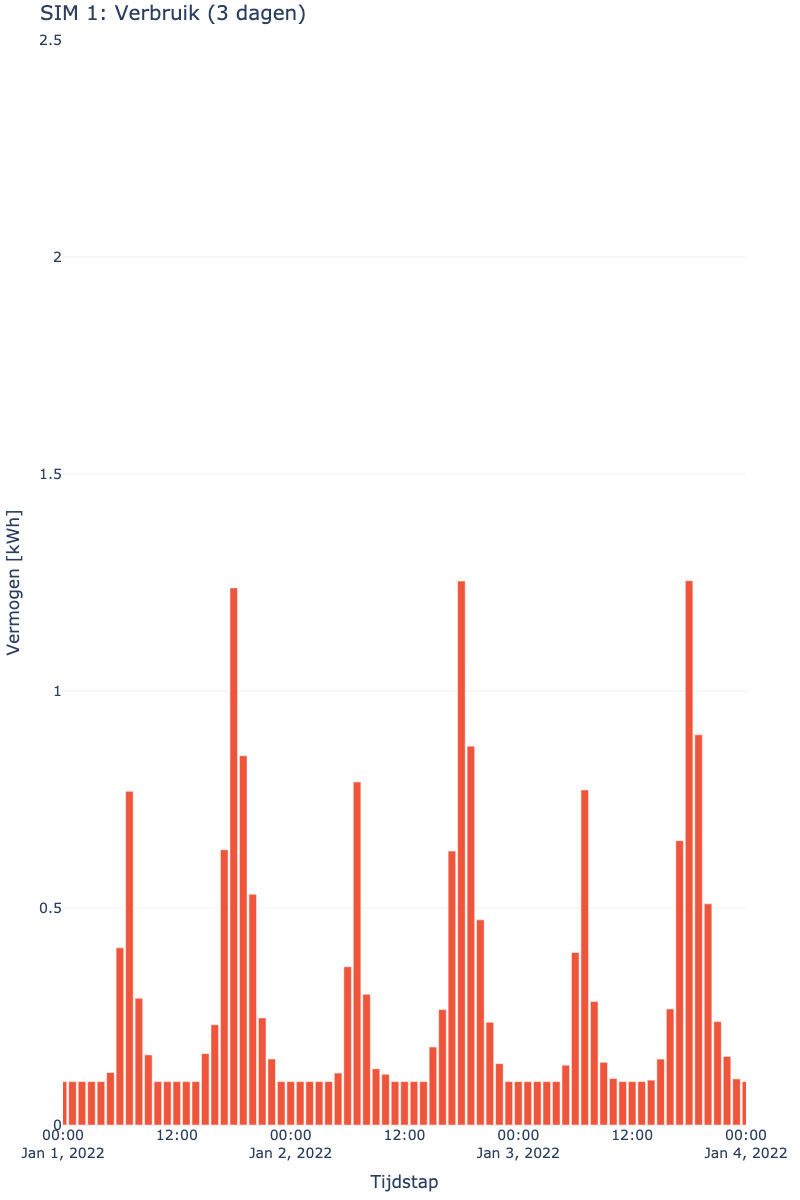 SIM 1: Verbruik (3 dagen)
2.5
2
1.5
1
0.5
0
Vermogen [kWh]
00:00 12:00 00:00 12:00 00:00 12:00 00:00
Jan 1, 2022 Jan 2, 2022 Jan 3, 2022 Jan 4, 2022
Tijdstap